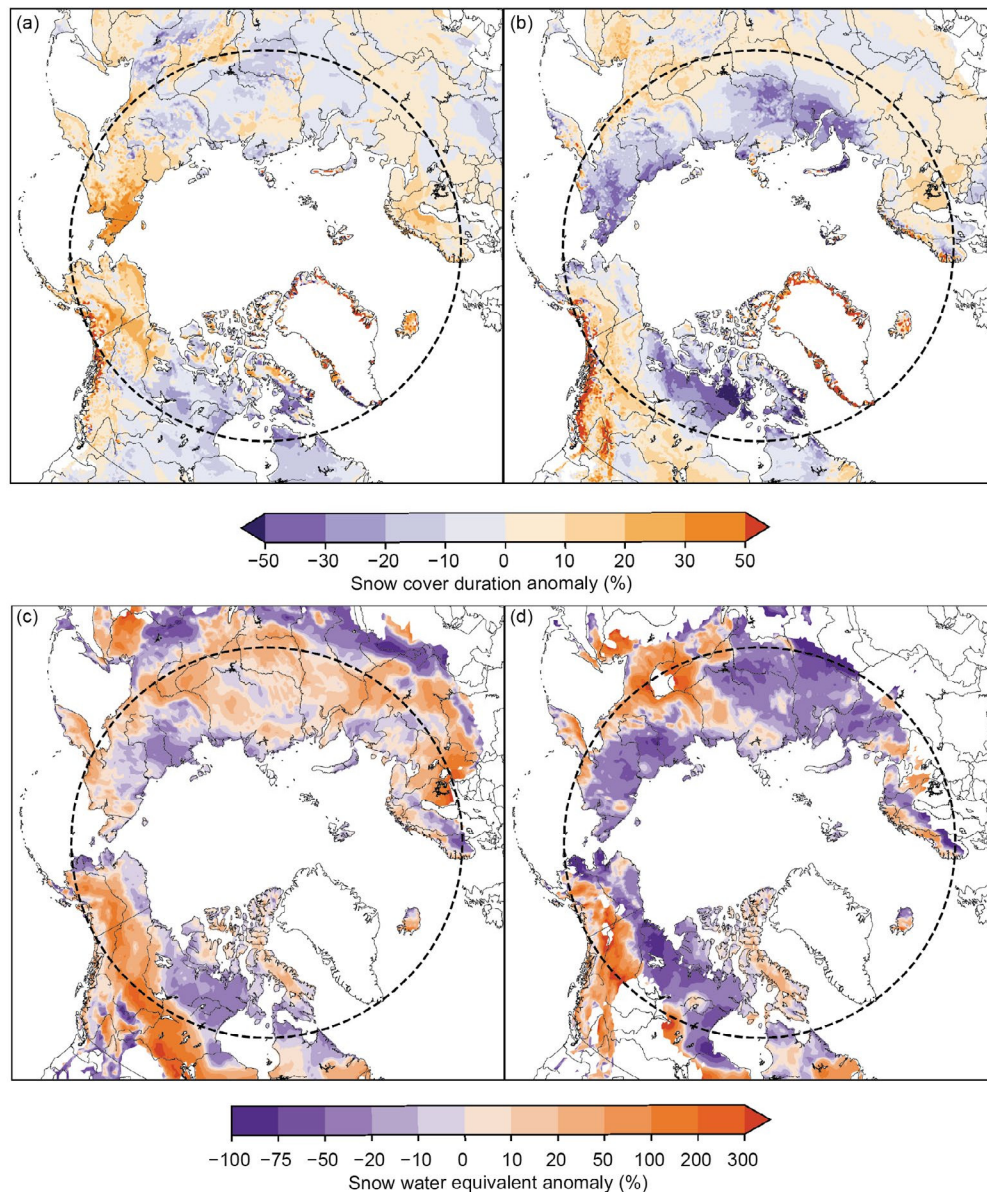 (a)
(b)
−50 −30 −20 −10 0 10 20 30 50
Snow cover duration anomaly (%)
(c)
(d)
−100 −75 −50 −20 −10 0 10 20 50 100 200 300
Snow water equivalent anomaly (%)